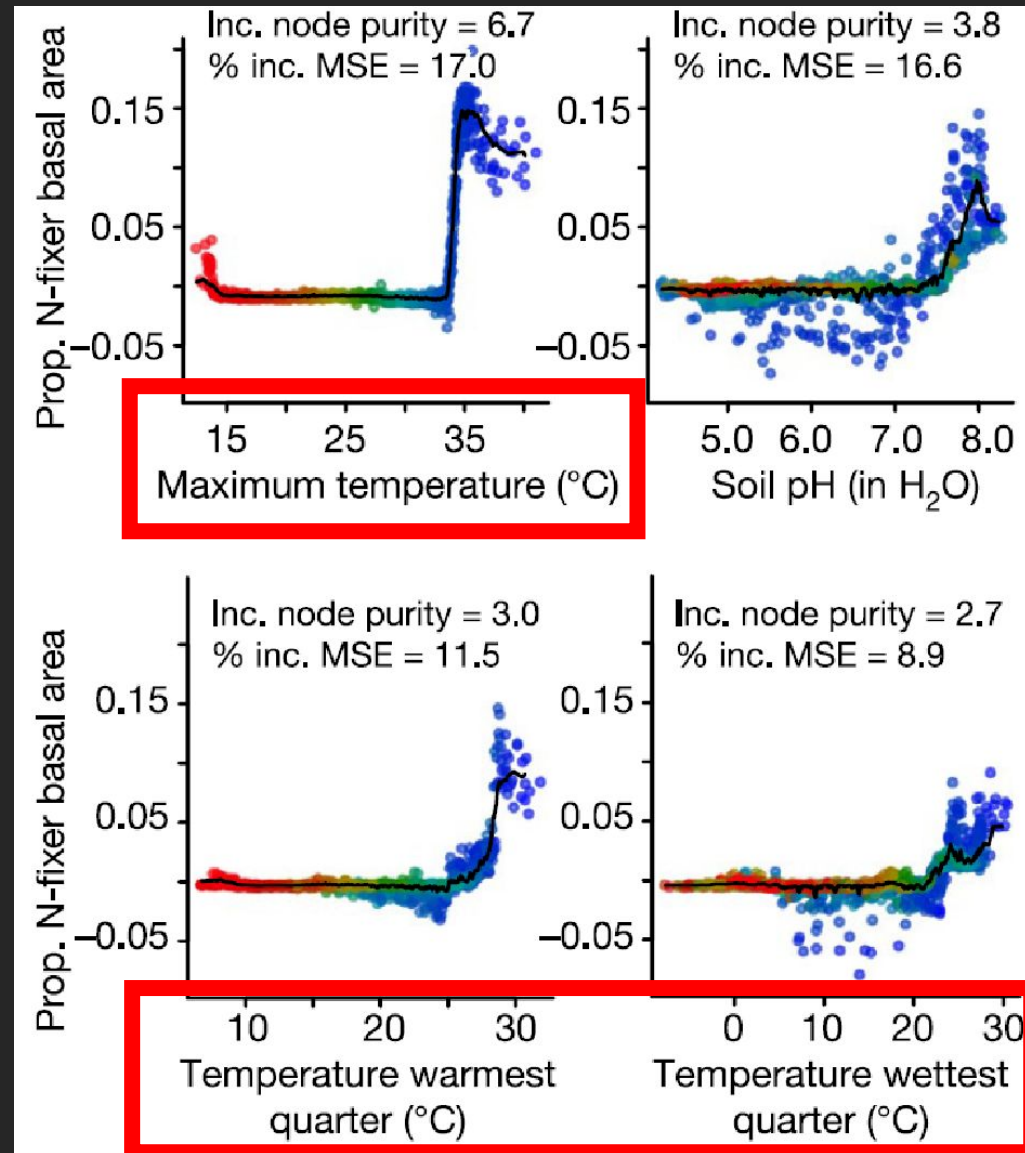 Inc. node purity = 6.7
% inc. MSE = 17.0
Prop. N-fixer basal area
0.15
0.05
−0.05
15 25 35
Maximum temperature (°C)
Inc. node purity = 3.8
% inc. MSE = 16.6
0.15
0.05
−0.05
5.0 6.0 7.0 8.0
Soil pH (in H₂O)
Inc. node purity = 3.0
% inc. MSE = 11.5
Prop. N-fixer basal area
0.15
0.05
−0.05
10 20 30
Temperature warmest
quarter (°C)
Inc. node purity = 2.7
% inc. MSE = 8.9
0.15
0.05
−0.05
0 10 20 30
Temperature wettest
quarter (°C)